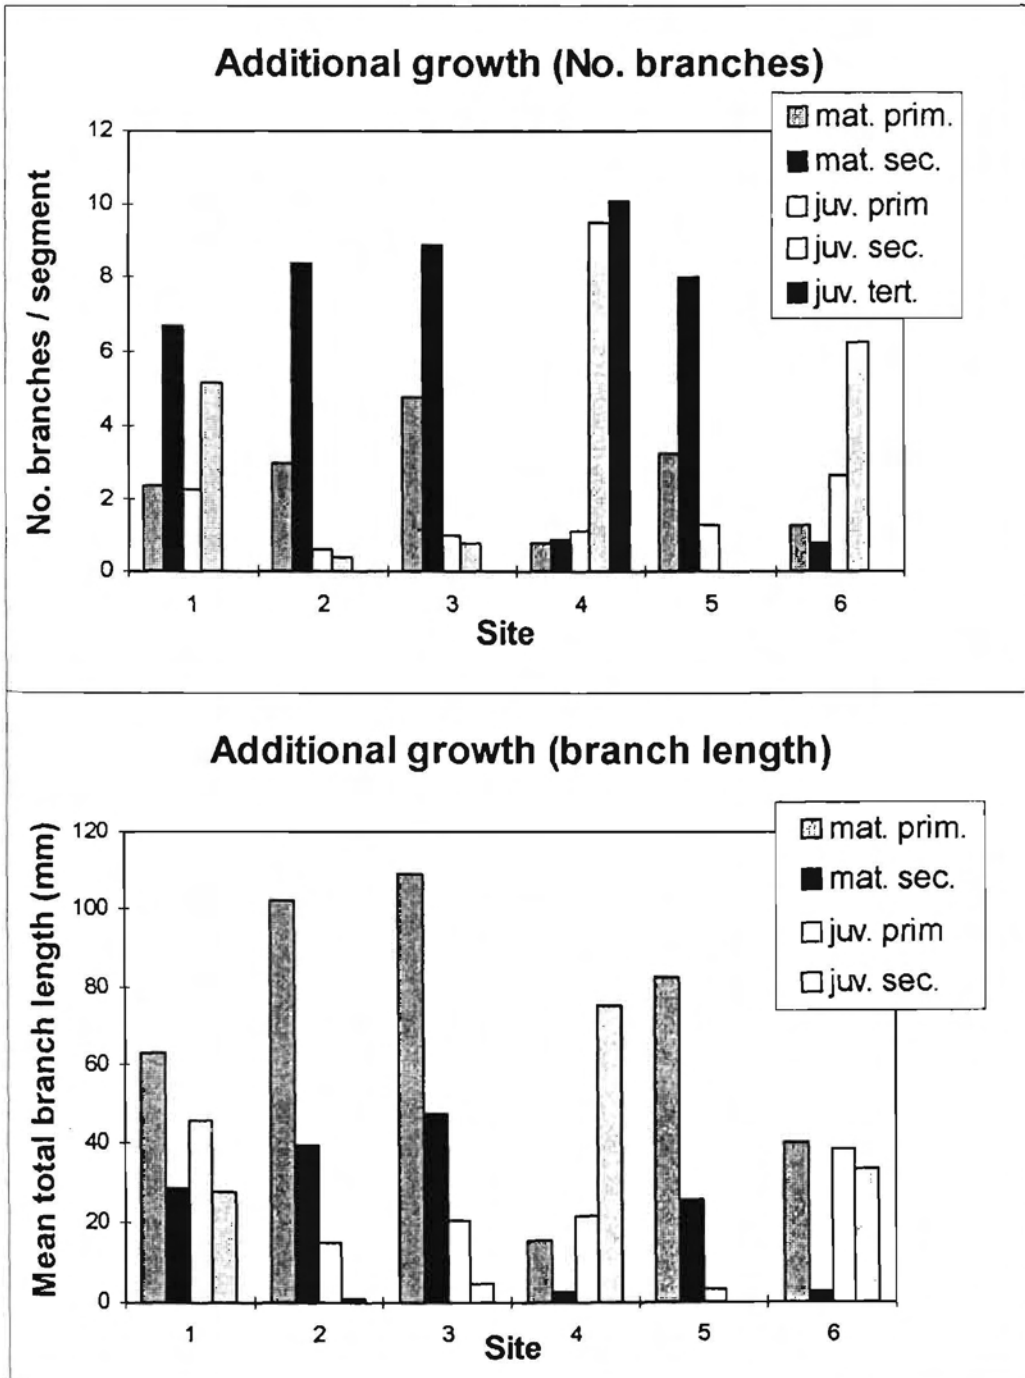 Additional growth (No. branches)
mat. prim.
mat. sec.
juv. prim
juv. sec.
juv. tert.
No. branches / segment
12
10
8
6
4
2
0
1 2 3 4 5 6
Site
Additional growth (branch length)
mat. prim.
mat. sec.
juv. prim
juv. sec.
Mean total branch length (mm)
120
100
80
60
40
20
0
1 2 3 4 5 6
Site